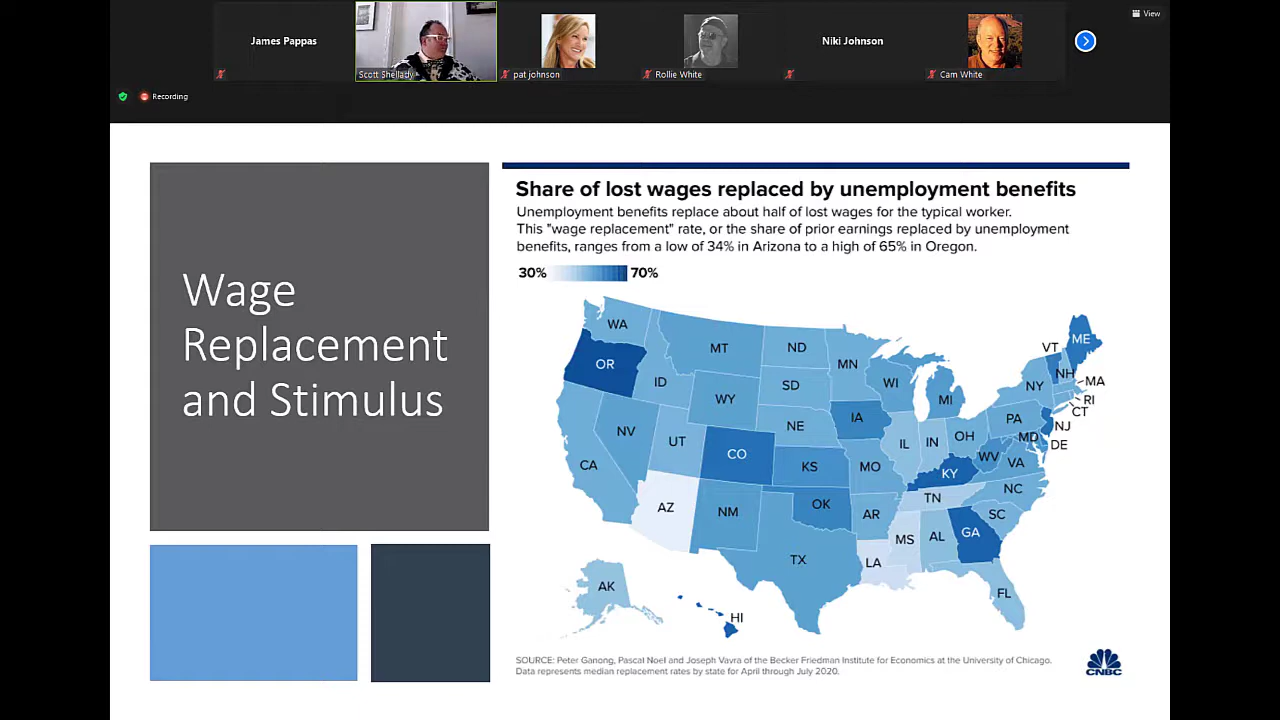 View
James Pappas
Niki Johnson
Scott Shellady
pat johnson
Rollie White
Cam White
Recording
Wage
Replacement
and Stimulus
Share of lost wages replaced by unemployment benefits
Unemployment benefits replace about half of lost wages for the typical worker.
This "wage replacement" rate, or the share of prior earnings replaced by unemployment
benefits, ranges from a low of 34% in Arizona to a high of 65% in Oregon.
30% 70%
WA
MT
ND
MN
VT
ME
OR
ID
SD
WI
MI
NY
NH
MA
RI
CT
WY
NE
IA
PA
NJ
NV
UT
CO
KS
MO
IL
IN
OH
MD
DE
CA
WV
VA
KY
AZ
NM
OK
AR
TN
NC
SC
MS
AL
GA
TX
LA
FL
AK
HI
SOURCE: Peter Ganong, Pascal Noel and Joseph Vavra of the Becker Friedman Institute for Economics at the University of Chicago.
Data represents median replacement rates by state for April through July 2020.
CNBC